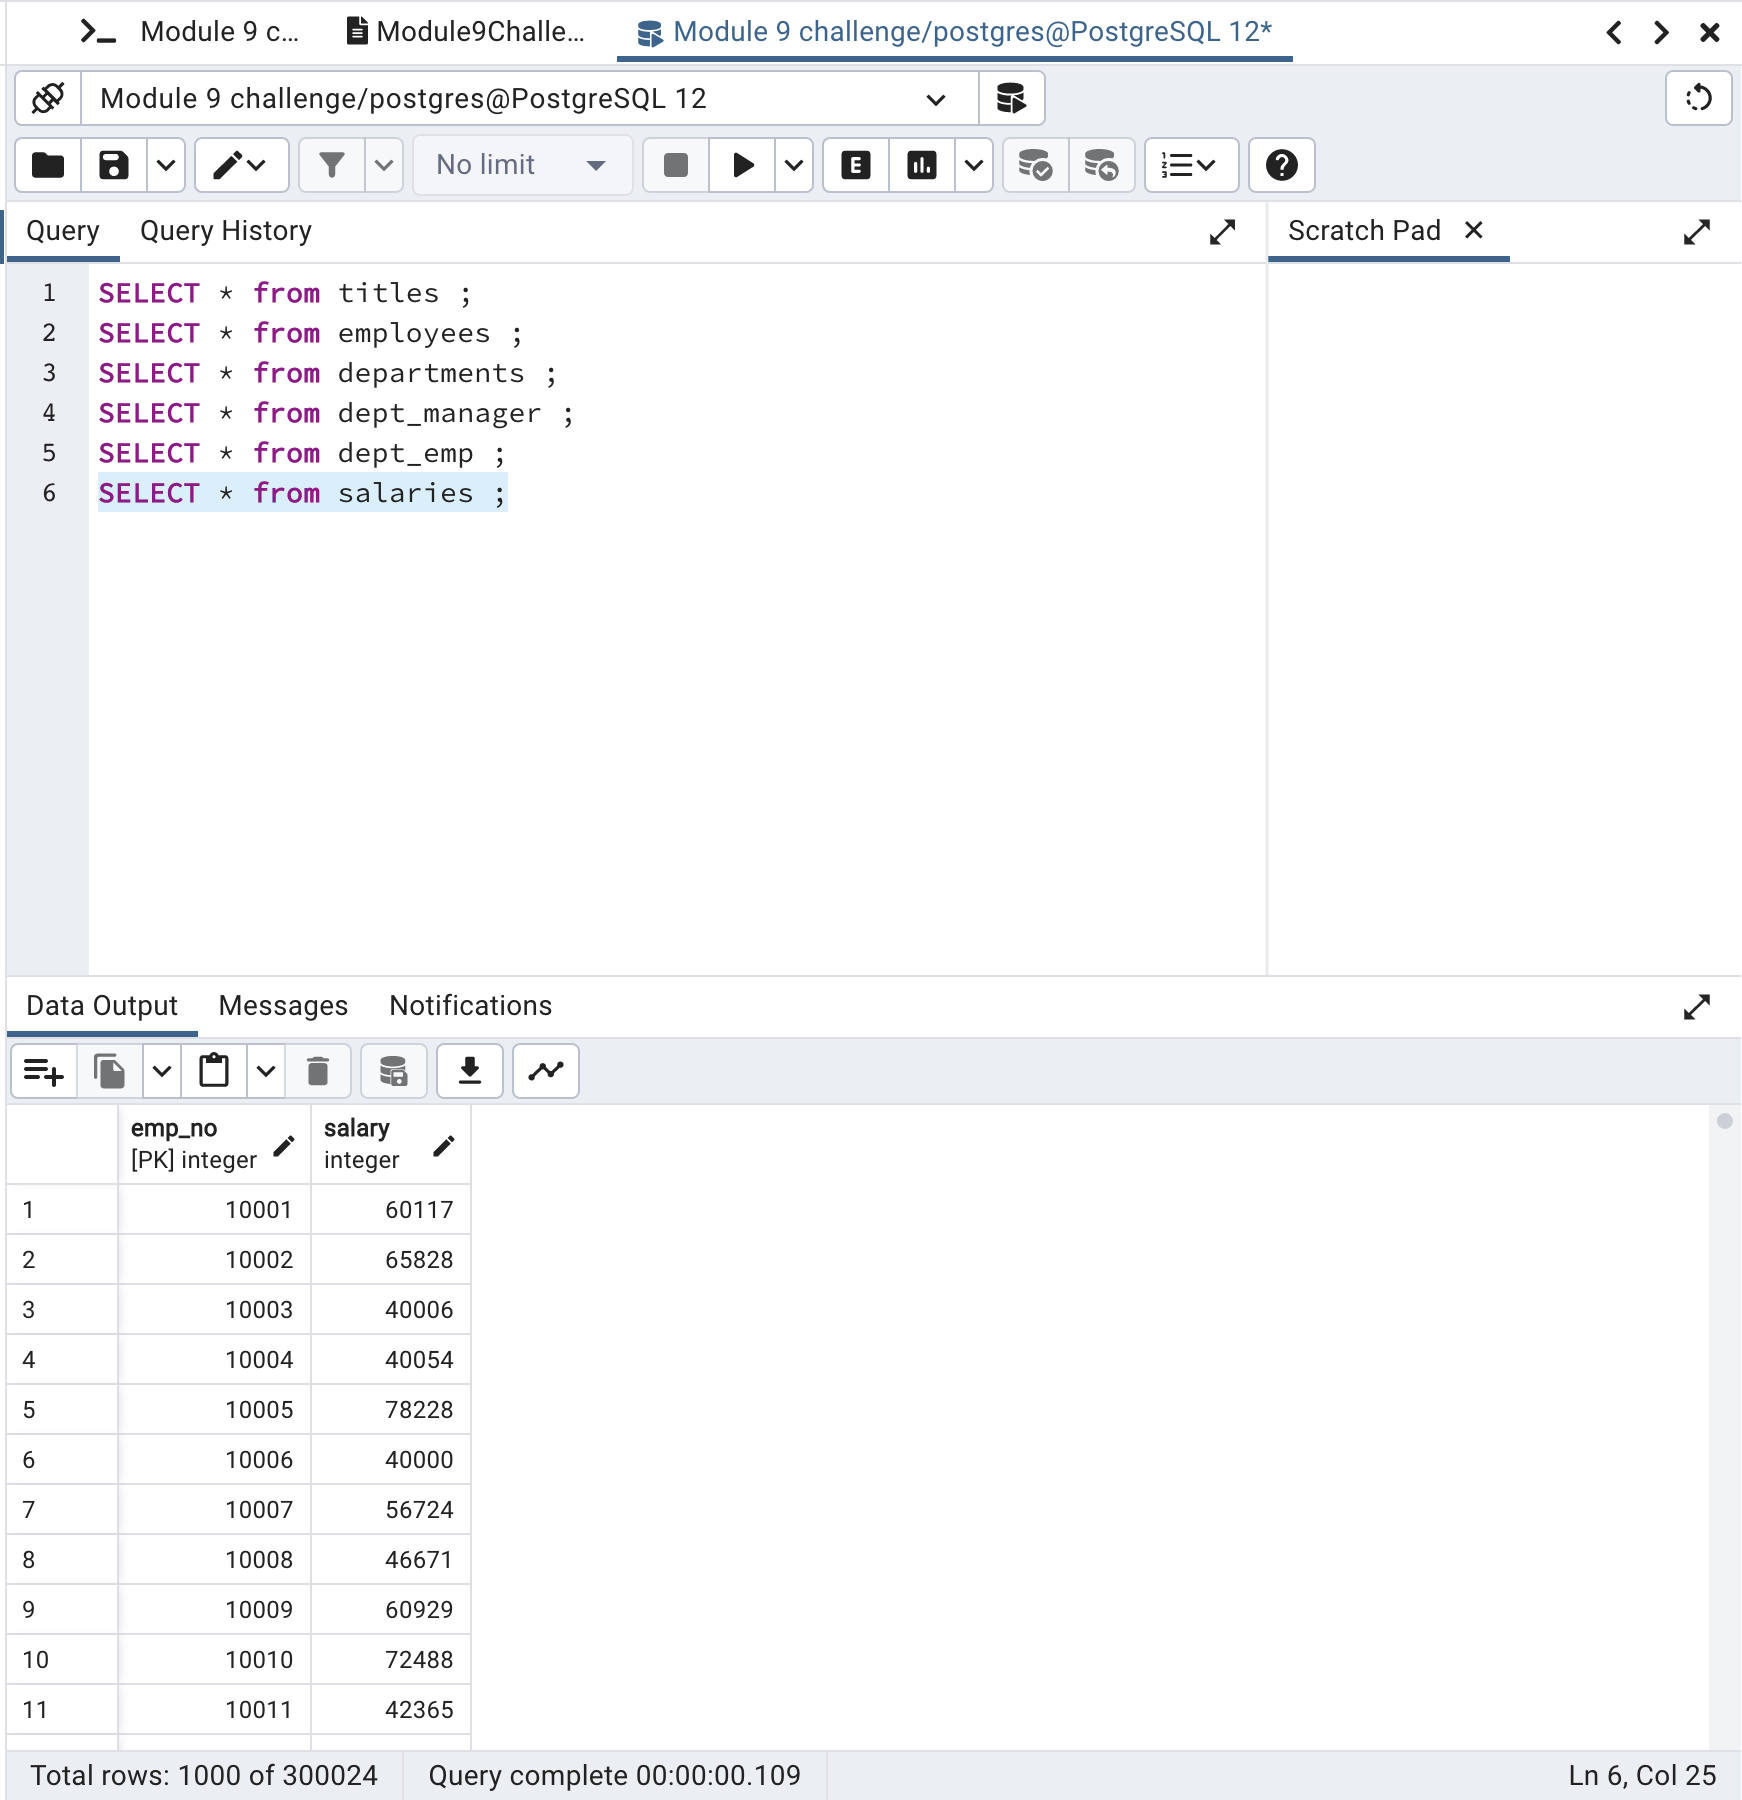 Module 9 c... Module9Challe... Module 9 challenge/postgres@PostgreSQL 12*
Module 9 challenge/postgres@PostgreSQL 12
No limit E
Query Query History Scratch Pad
1 SELECT * from titles ;
2 SELECT * from employees ;
3 SELECT * from departments ;
4 SELECT * from dept_manager ;
5 SELECT * from dept_emp ;
6 SELECT * from salaries ;
Data Output Messages Notifications
emp_no salary
[PK] integer integer
1 10001 60117
2 10002 65828
3 10003 40006
4 10004 40054
5 10005 78228
6 10006 40000
7 10007 56724
8 10008 46671
9 10009 60929
10 10010 72488
11 10011 42365
Total rows: 1000 of 300024 Query complete 00:00:00.109 Ln 6, Col 25